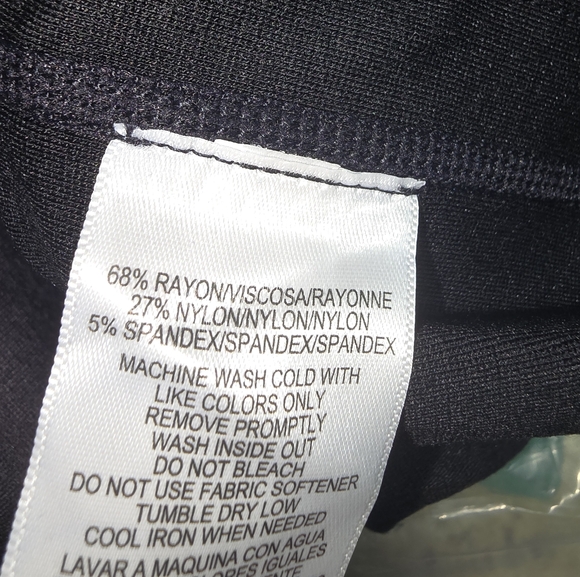 68% RAYON/VISCOSA/RAYONNE
27% NYLON/NYLON/NYLON
5% SPANDEX/SPANDEX/SPANDEX
MACHINE WASH COLD WITH
LIKE COLORS ONLY
REMOVE PROMPTLY
WASH INSIDE OUT
DO NOT BLEACH
DO NOT USE FABRIC SOFTENER
TUMBLE DRY LOW
COOL IRON WHEN NEEDED
LAVAR A MAQUINA CON AGUA
IGUALES